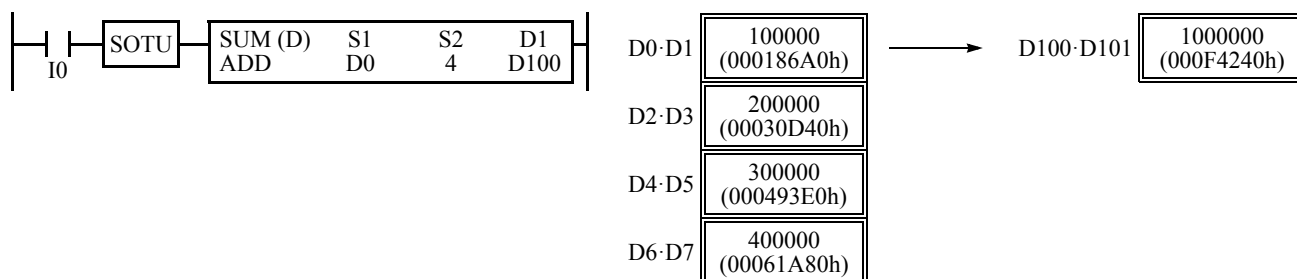 I0
SOTU
SUM (D) S1 S2 D1
ADD D0 4 D100
D0·D1
100000
(000186A0h)
D100·D101
1000000
(000F4240h)
D2·D3
200000
(00030D40h)
D4·D5
300000
(000493E0h)
D6·D7
400000
(00061A80h)